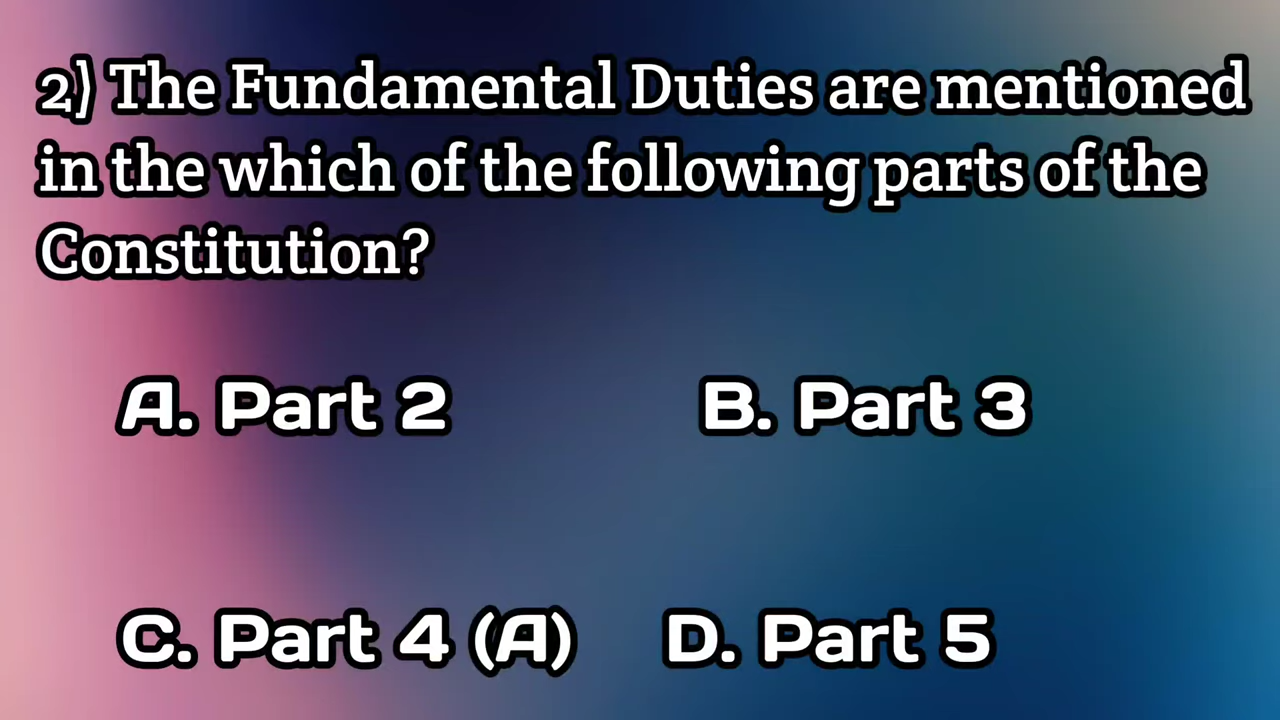 2) The Fundamental Duties are mentioned
in the which of the following parts of the
Constitution?
A. Part 2
B. Part 3
C. Part 4 (A)
D. Part 5